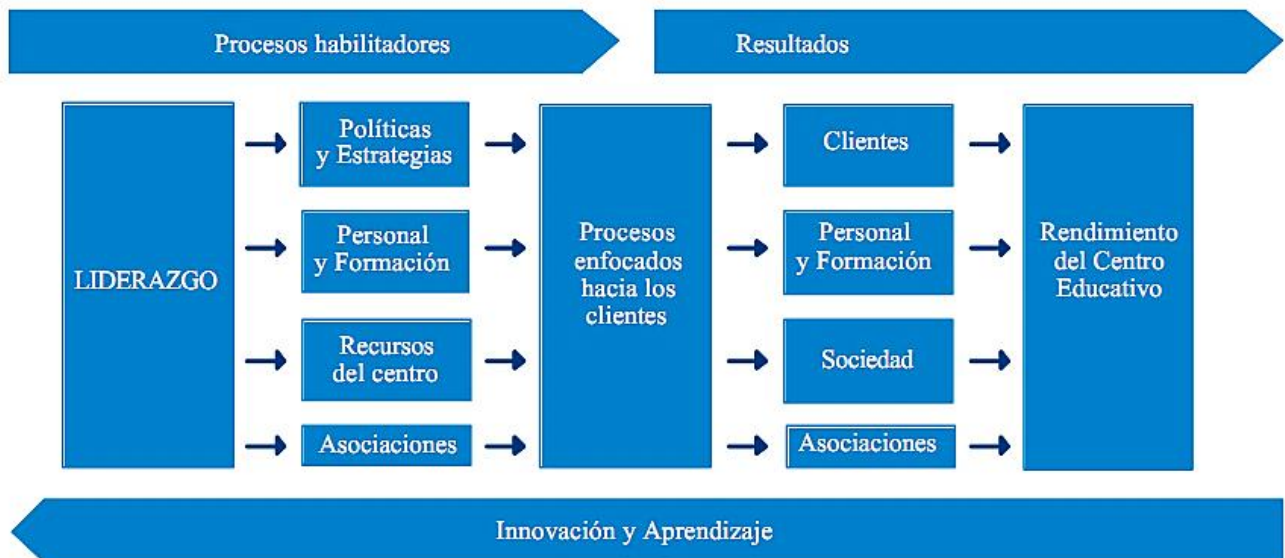 Procesos habilitadores
Resultados
LIDERAZGO
Políticas
y Estrategias
Personal
y Formación
Recursos
del centro
Asociaciones
Procesos
enfocados
hacia los
clientes
Clientes
Personal
y Formación
Sociedad
Asociaciones
Rendimiento
del Centro
Educativo
Innovación y Aprendizaje